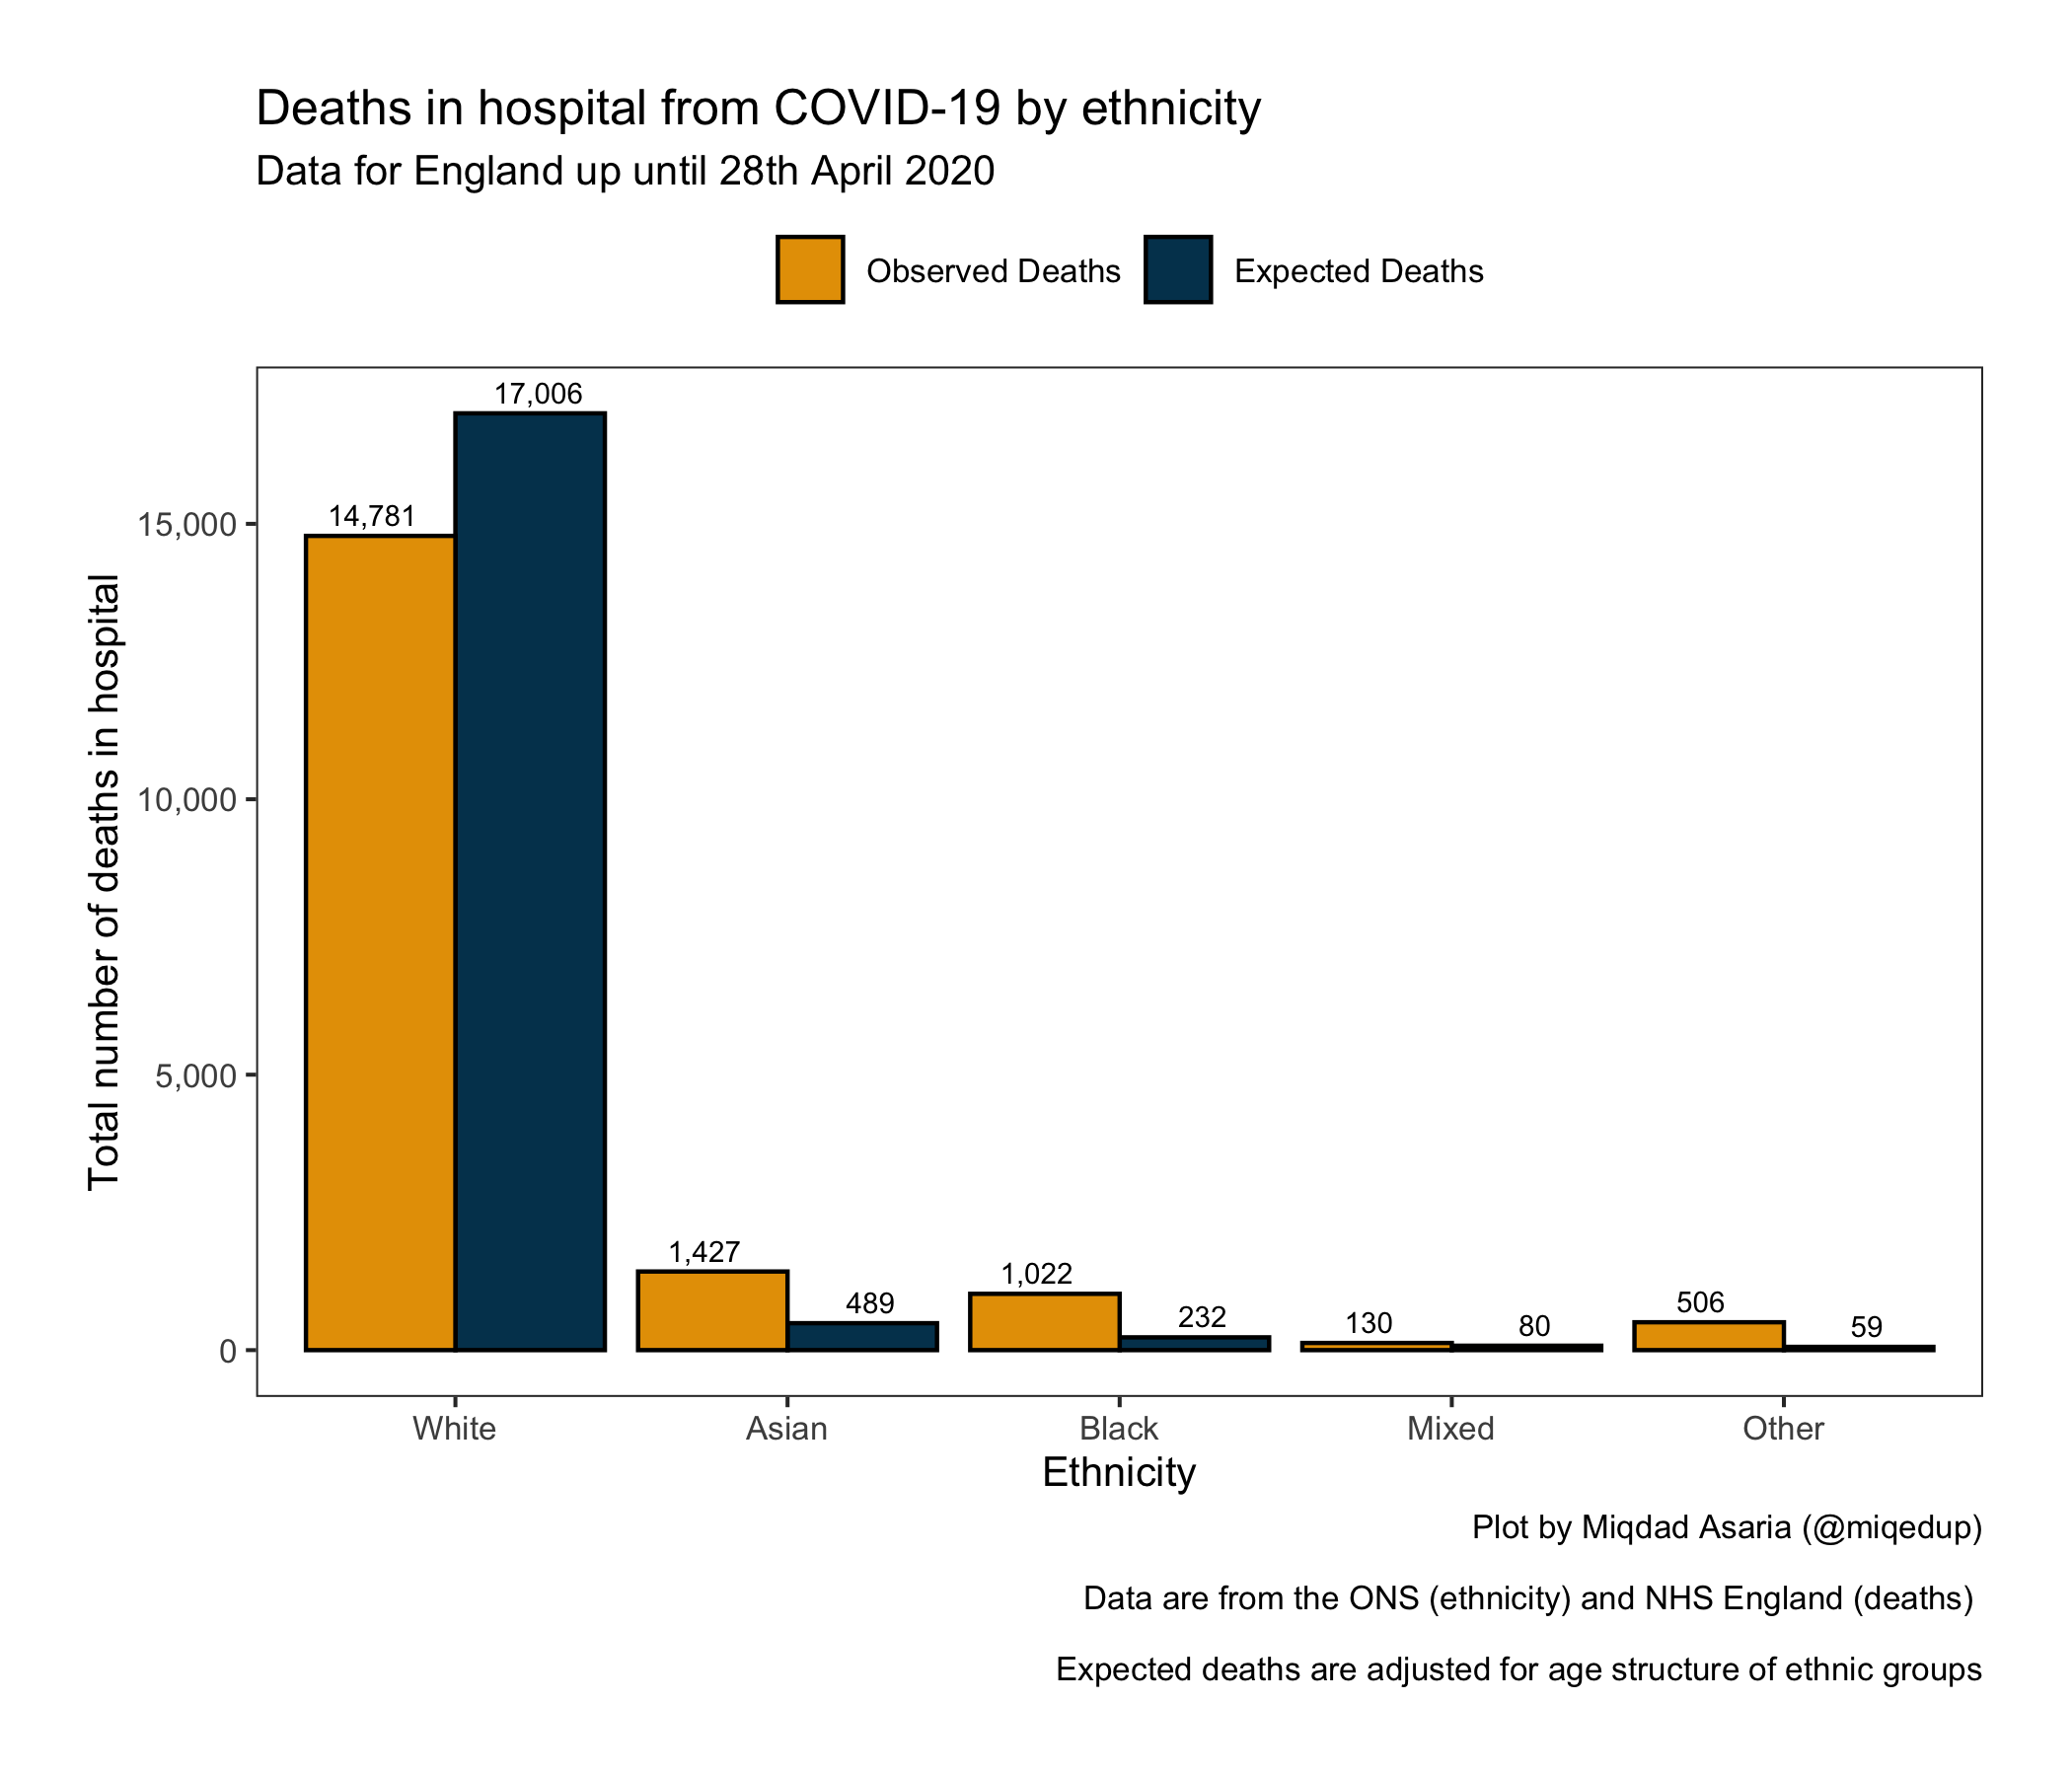 Deaths in hospital from COVID-19 by ethnicity
Data for England up until 28th April 2020
Observed Deaths
Expected Deaths
Total number of deaths in hospital
15,000
10,000
5,000
0
14,781
17,006
1,427
489
1,022
232
130
80
506
59
White
Asian
Black
Mixed
Other
Ethnicity
Plot by Miqdad Asaria (@miqedup)
Data are from the ONS (ethnicity) and NHS England (deaths)
Expected deaths are adjusted for age structure of ethnic groups